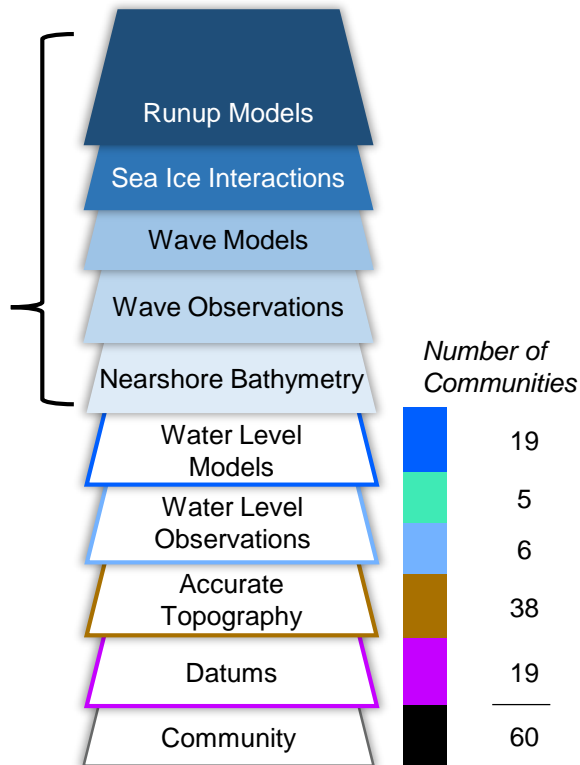 Runup Models
Sea Ice Interactions
Wave Models
Wave Observations
Nearshore Bathymetry
Number of
Communities
Water Level
Models
19
5
Water Level
Observations
6
Accurate
Topography
38
Datums
19
Community
60